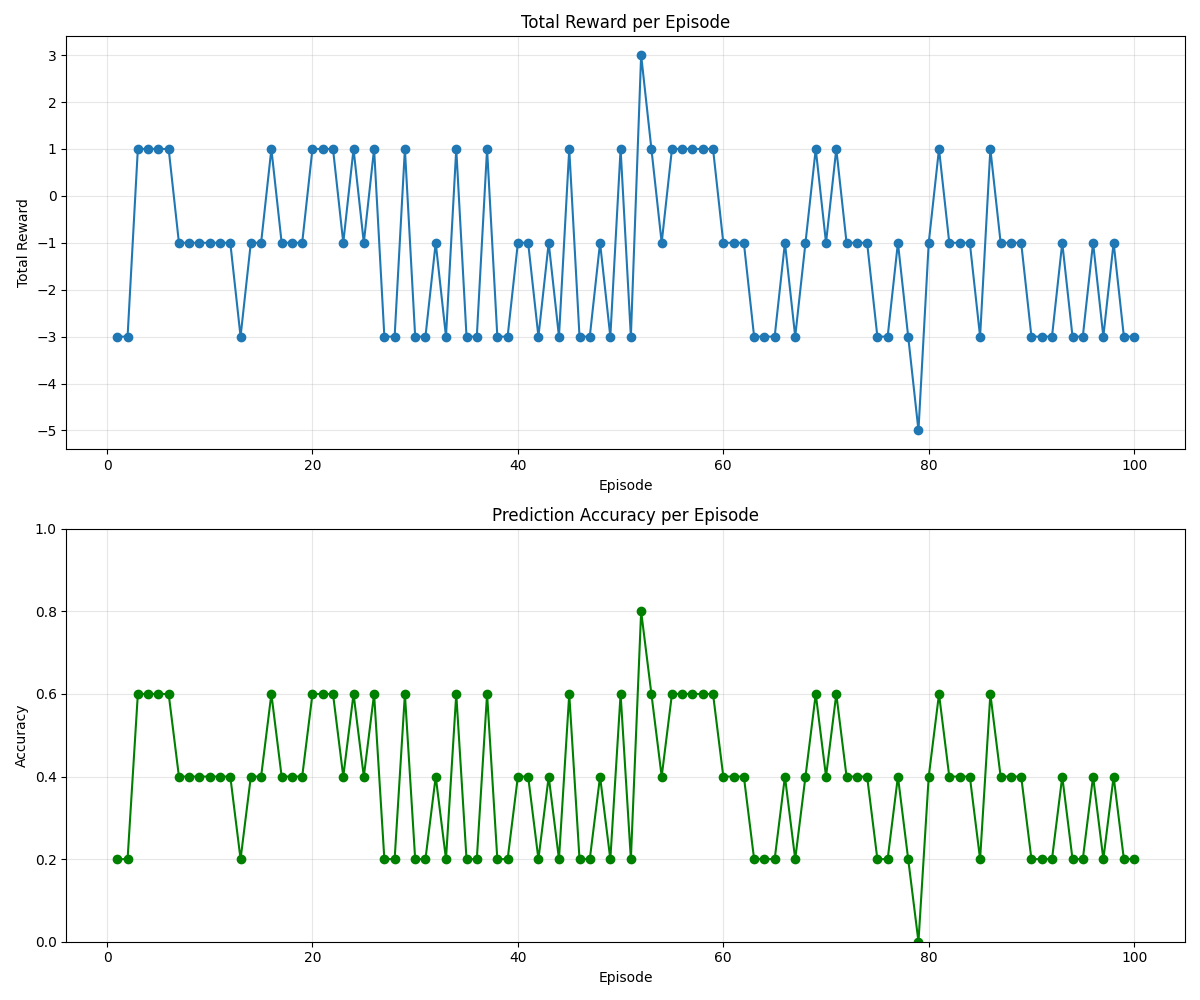 Total Reward per Episode
3
2
1
0
−1
−2
−3
−4
−5
Total Reward
0 20 40 60 80 100
Episode
Prediction Accuracy per Episode
1.0
0.8
0.6
0.4
0.2
0.0
Accuracy
0 20 40 60 80 100
Episode